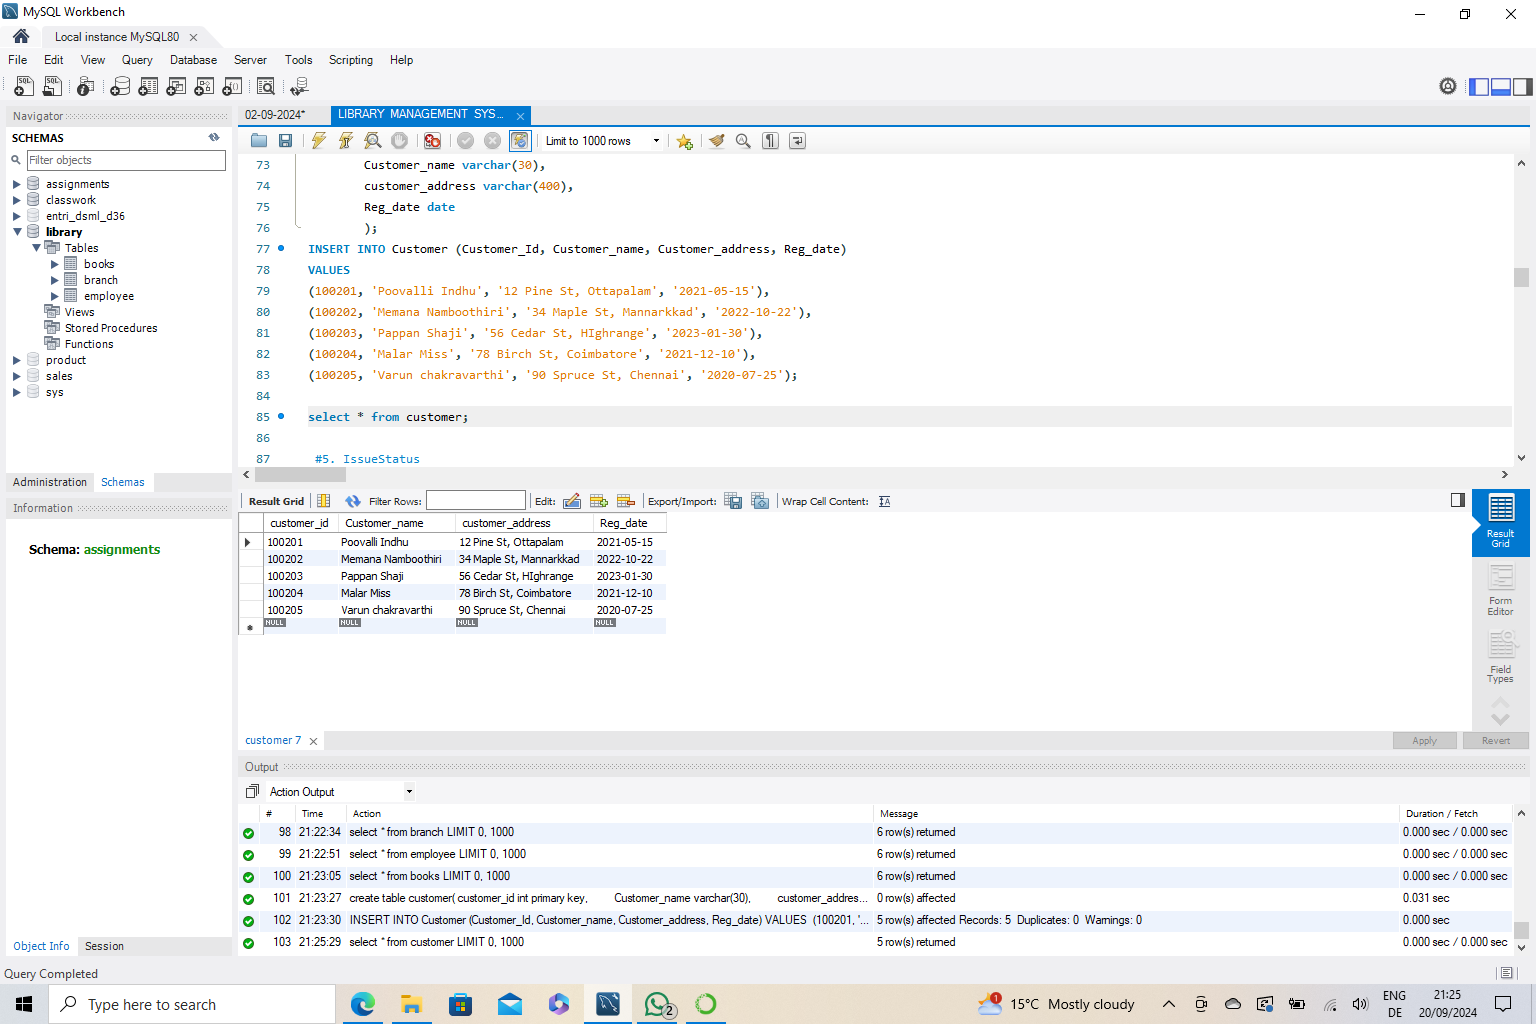 MySQL Workbench
Local instance MySQL80
File Edit View Query Database Server Tools Scripting Help
Navigator
SCHEMAS
Filter objects
assignments
classwork
entri_dsml_d36
library
Tables
books
branch
employee
Views
Stored Procedures
Functions
product
sales
sys
Administration Schemas
Information
Schema: assignments
Object Info Session
02-09-2024* LIBRARY MANAGEMENT SYS...
Limit to 1000 rows
73 Customer_name varchar(30),
74 customer_address varchar(400),
75 Reg_date date
76 );
77 INSERT INTO Customer (Customer_Id, Customer_name, Customer_address, Reg_date)
78 VALUES
79 (100201, 'Poovalli Indhu', '12 Pine St, Ottapalam', '2021-05-15'),
80 (100202, 'Memana Namboothiri', '34 Maple St, Mannarkkad', '2022-10-22'),
81 (100203, 'Pappan Shaji', '56 Cedar St, HIghrange', '2023-01-30'),
82 (100204, 'Malar Miss', '78 Birch St, Coimbatore', '2021-12-10'),
83 (100205, 'Varun chakravarthi', '90 Spruce St, Chennai', '2020-07-25');
84
85 select * from customer;
86
87 #5. IssueStatus
Result Grid Filter Rows: Edit: Export/Import: Wrap Cell Content:
customer_id Customer_name customer_address Reg_date
100201 Poovalli Indhu 12 Pine St, Ottapalam 2021-05-15
100202 Memana Namboothiri 34 Maple St, Mannarkkad 2022-10-22
100203 Pappan Shaji 56 Cedar St, HIghrange 2023-01-30
100204 Malar Miss 78 Birch St, Coimbatore 2021-12-10
100205 Varun chakravarthi 90 Spruce St, Chennai 2020-07-25
NULL NULL NULL NULL
Result
Grid
Form
Editor
Field
Types
customer 7
Apply Revert
Output
Action Output
# Time Action Message Duration / Fetch
98 21:22:34 select * from branch LIMIT 0, 1000 6 row(s) returned 0.000 sec / 0.000 sec
99 21:22:51 select * from employee LIMIT 0, 1000 6 row(s) returned 0.000 sec / 0.000 sec
100 21:23:05 select * from books LIMIT 0, 1000 6 row(s) returned 0.000 sec / 0.000 sec
101 21:23:27 create table customer( customer_id int primary key, Customer_name varchar(30), customer_addres... 0 row(s) affected 0.031 sec
102 21:23:30 INSERT INTO Customer (Customer_Id, Customer_name, Customer_address, Reg_date) VALUES (100201, '... 5 row(s) affected Records: 5 Duplicates: 0 Warnings: 0 0.000 sec
103 21:25:29 select * from customer LIMIT 0, 1000 5 row(s) returned 0.000 sec / 0.000 sec
Query Completed
Type here to search
2
1
15°C Mostly cloudy
ENG
DE
21:25
20/09/2024